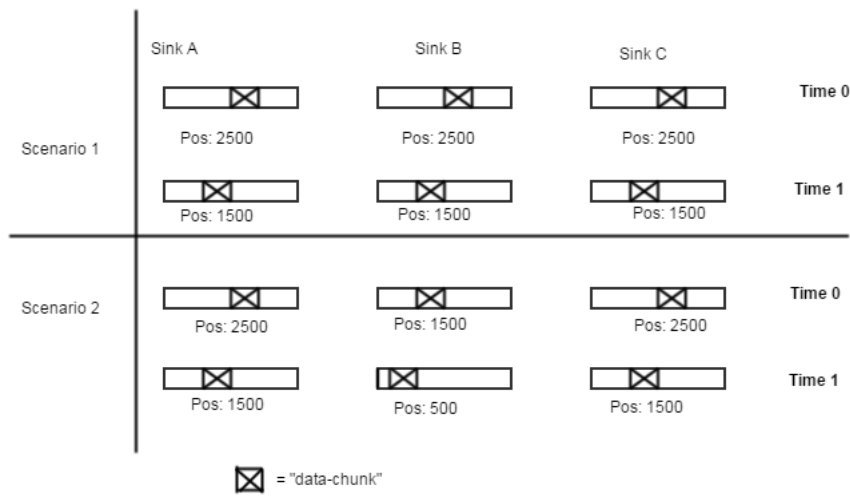 Sink A
Sink B
Sink C
Time 0
Pos: 2500
Pos: 2500
Pos: 2500
Scenario 1
Time 1
Pos: 1500
Pos: 1500
Pos: 1500
Time 0
Scenario 2
Pos: 2500
Pos: 1500
Pos: 2500
Time 1
Pos: 1500
Pos: 500
Pos: 1500
= "data-chunk"